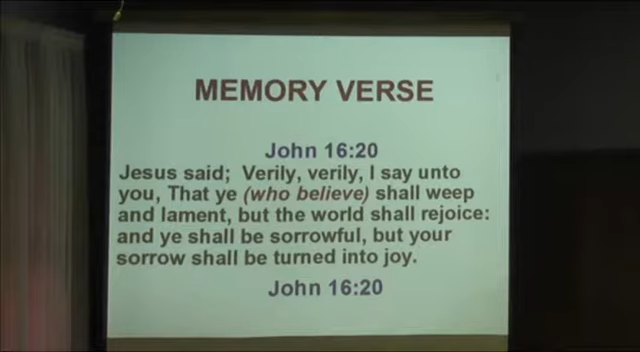 MEMORY VERSE
John 16:20
Jesus said; Verily, verily, I say unto
you, That ye (who believe) shall weep
and lament, but the world shall rejoice:
and ye shall be sorrowful, but your
sorrow shall be turned into joy.
John 16:20